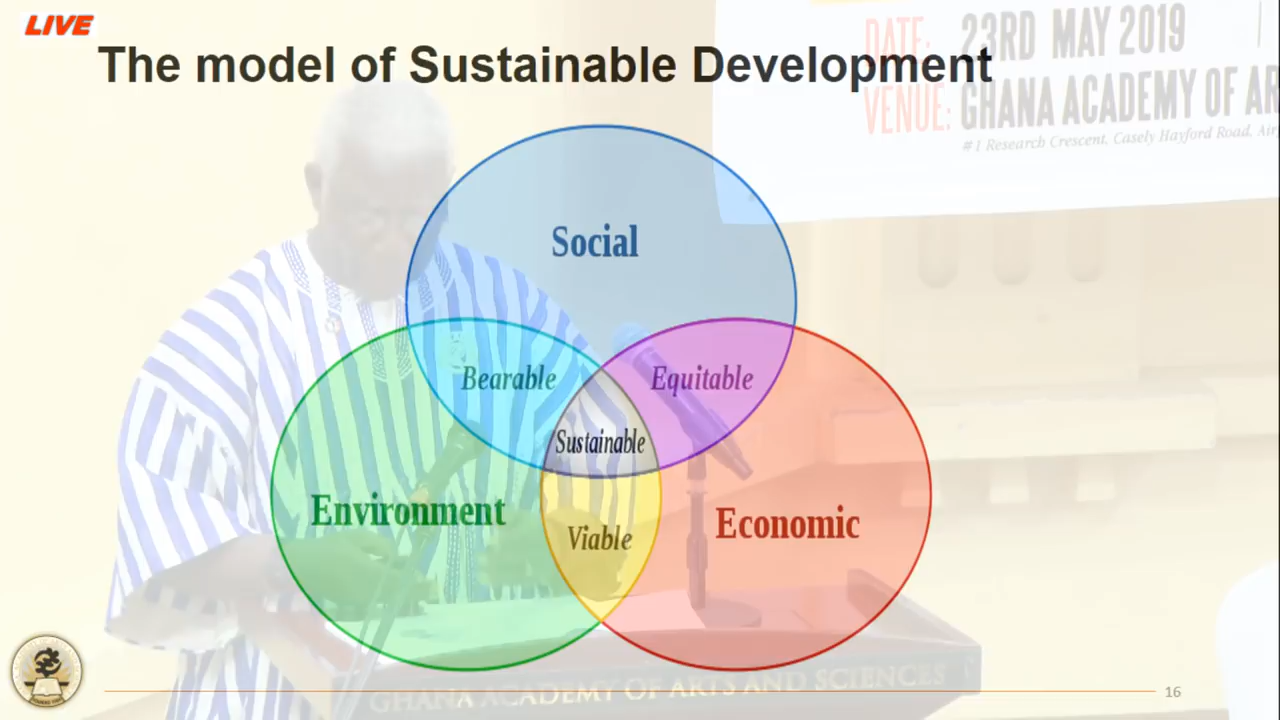 LIVE
The model of Sustainable Development
DATE: 23RD MAY 2019
VENUE: GHANA ACADEMY OF AR
#1 Research Crescent, Casely Hayford Road, Air
Social
Bearable
Equitable
Sustainable
Environment
Economic
Viable
GHANA ACADEMY OF ARTS AND SCIENCES
16